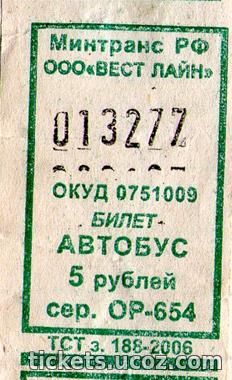 Минтранс РФ
ООО«ВЕСТ ЛАЙН»
013277
ОКУД 0751009
БИЛЕТ
АВТОБУС
5 рублей
сер. ОР-654
ТСТ з. 188-2006
tickets.ucoz.com